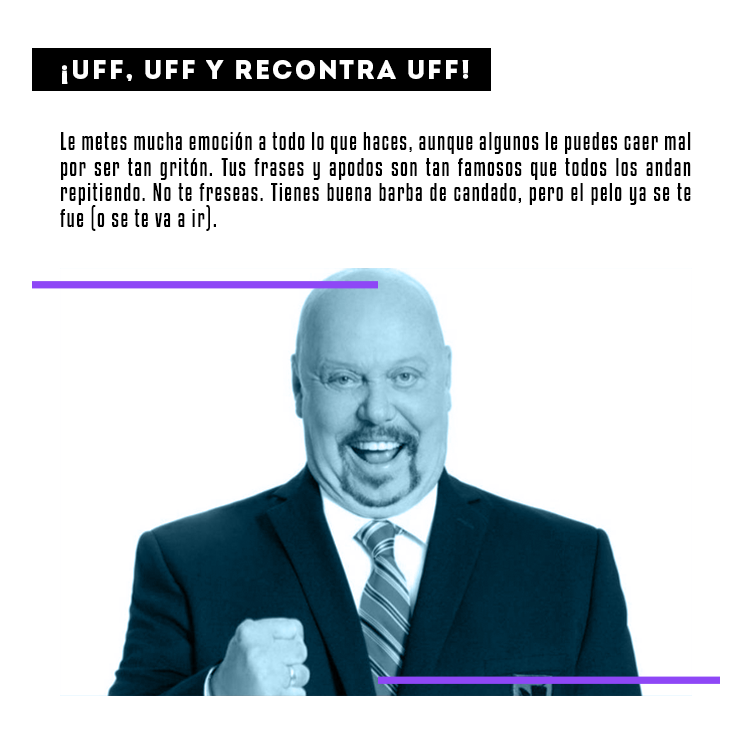 ¡UFF, UFF Y RECONTRA UFF!
Le metes mucha emoción a todo lo que haces, aunque algunos le puedes caer mal
por ser tan gritón. Tus frases y apodos son tan famosos que todos los andan
repitiendo. No te freseas. Tienes buena barba de candado, pero el pelo ya se te
fue (o se te va a ir).